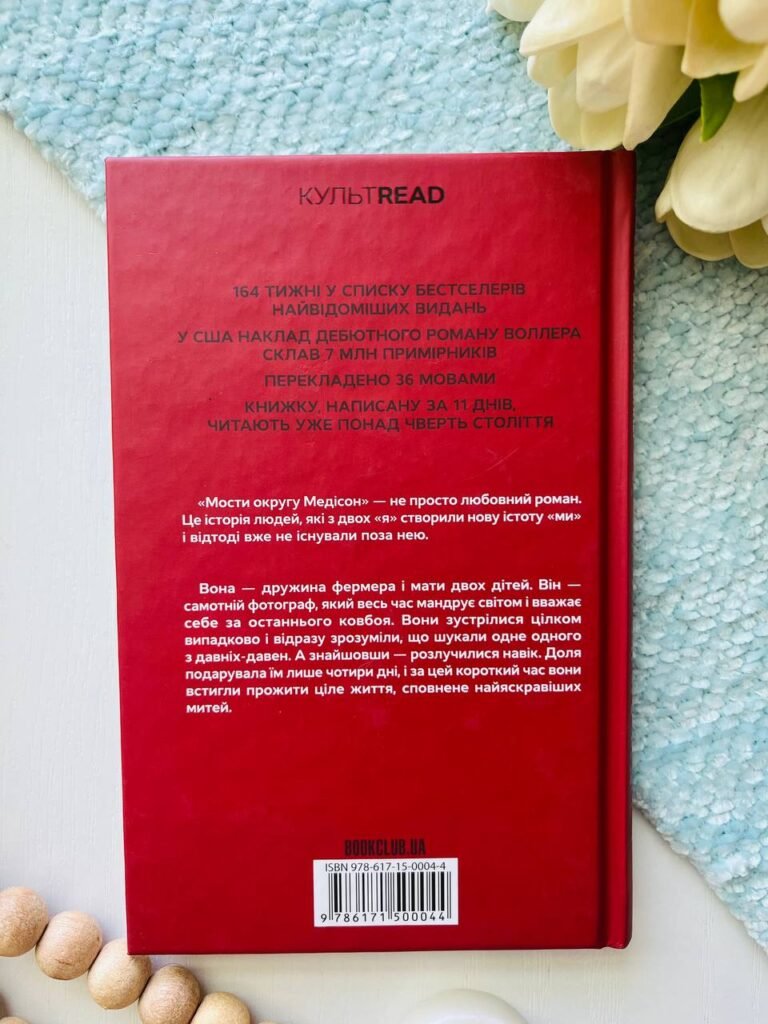 КУЛЬТREAD
164 ТИЖНІ У СПИСКУ БЕСТСЕЛЕРІВ
НАЙВІДОМІШИХ ВИДАНЬ
У США НАКЛАД ДЕБЮТНОГО РОМАНУ ВОЛЛЕРА
СКЛАВ 7 МЛН ПРИМІРНИКІВ
ПЕРЕКЛАДЕНО 36 МОВАМИ
КНИЖКУ, НАПИСАНУ ЗА 11 ДНІВ,
ЧИТАЮТЬ УЖЕ ПОНАД ЧВЕРТЬ СТОЛІТТЯ
«Мости округу Медісон» — не просто любовний роман.
Це історія людей, які з двох «я» створили нову істоту «ми»
і відтоді вже не існували поза нею.
Вона — дружина фермера і мати двох дітей. Він —
самотній фотограф, який весь час мандрує світом і вважає
себе за останнього ковбоя. Вони зустрілися цілком
випадково і відразу зрозуміли, що шукали одне одного
з давніх-давен. А знайшовши — розлучилися навік. Доля
подарувала їм лише чотири дні, і за цей короткий час вони
встигли прожити ціле життя, сповнене найяскравіших
митей.
BOOKCLUB.UA
ISBN 978-617-15-0004-4
9 786171 500044